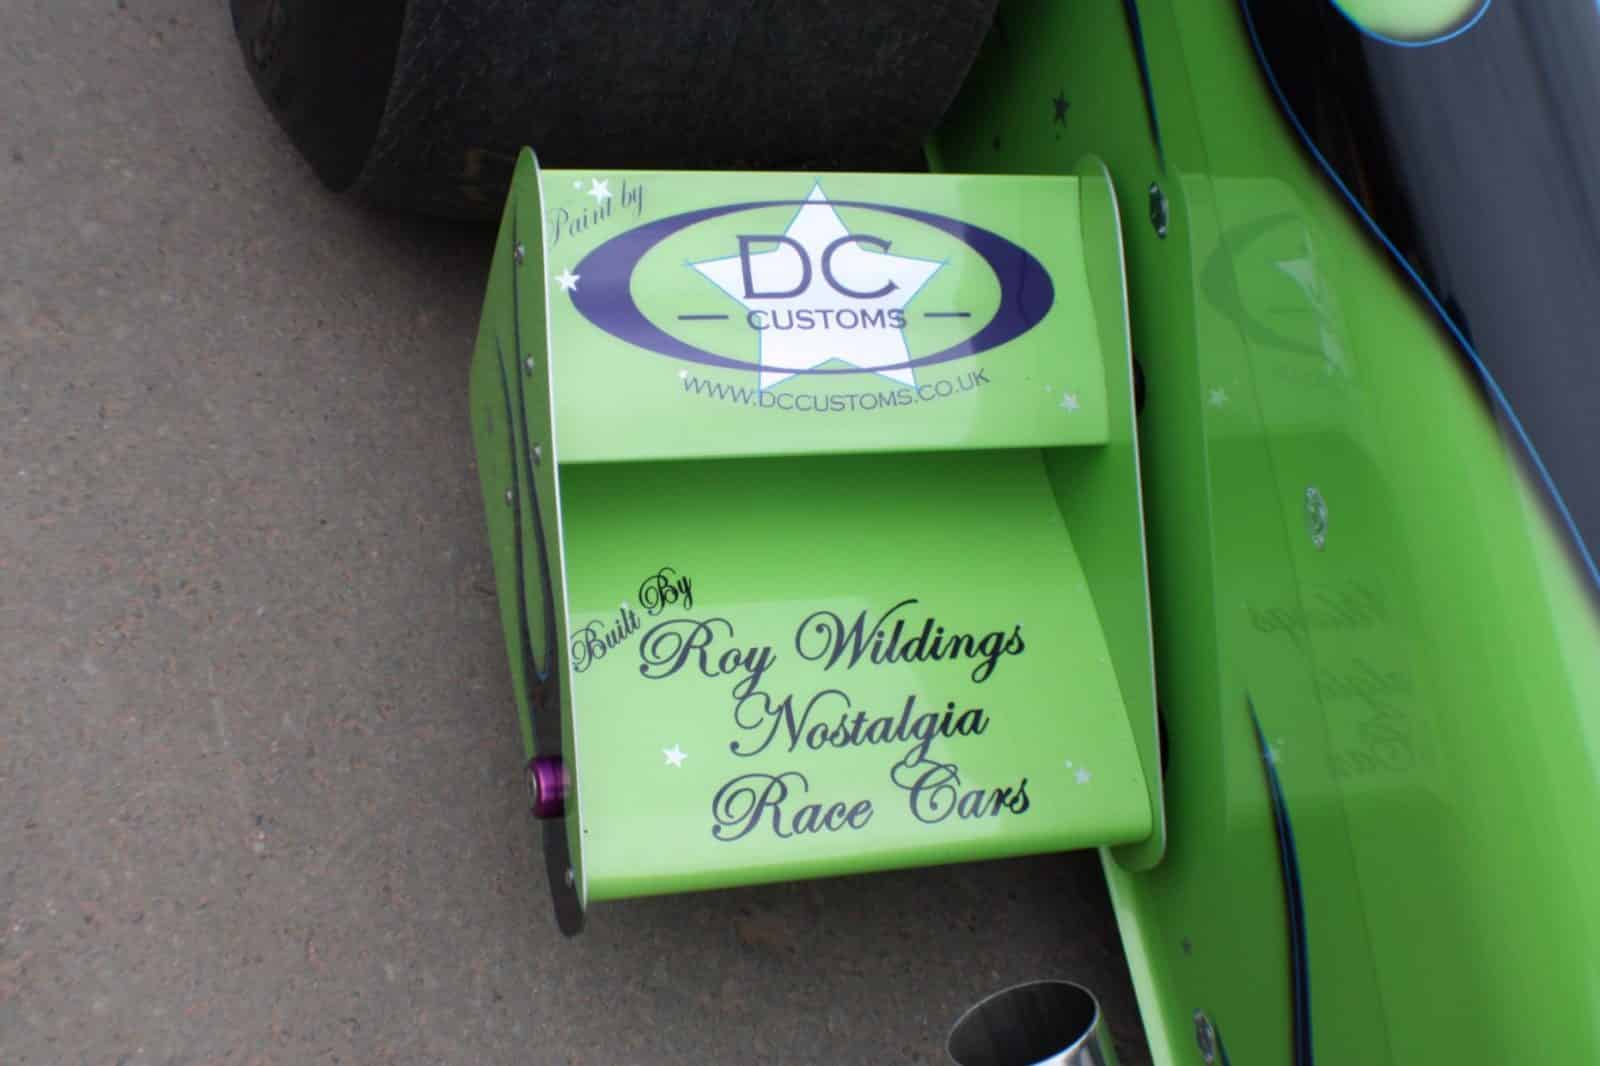 Paint by
DC
CUSTOMS
WWW.DCCUSTOMS.CO.UK
Built By
Roy Wildings
Nostalgia
Race Cars